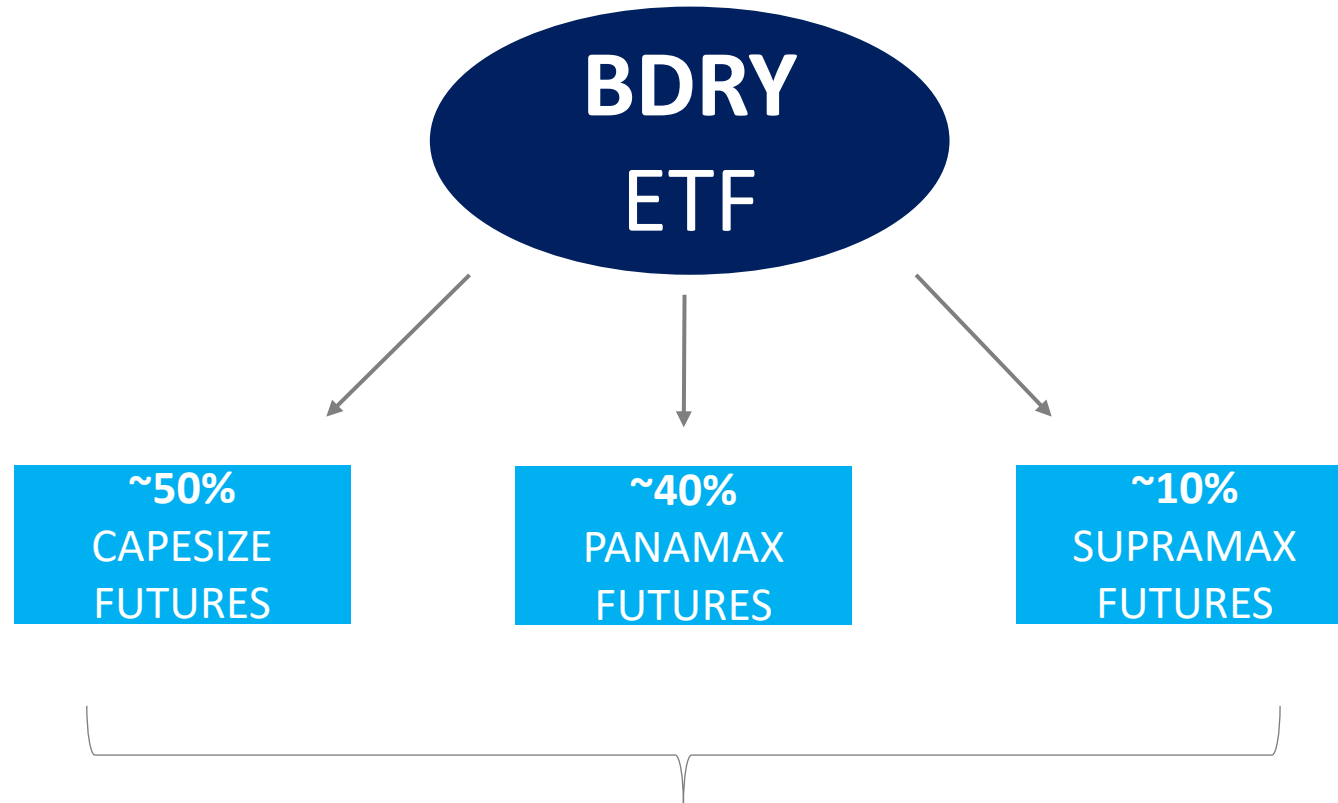 BDRY
ETF
~50%
CAPESIZE
FUTURES
~40%
PANAMAX
FUTURES
~10%
SUPRAMAX
FUTURES